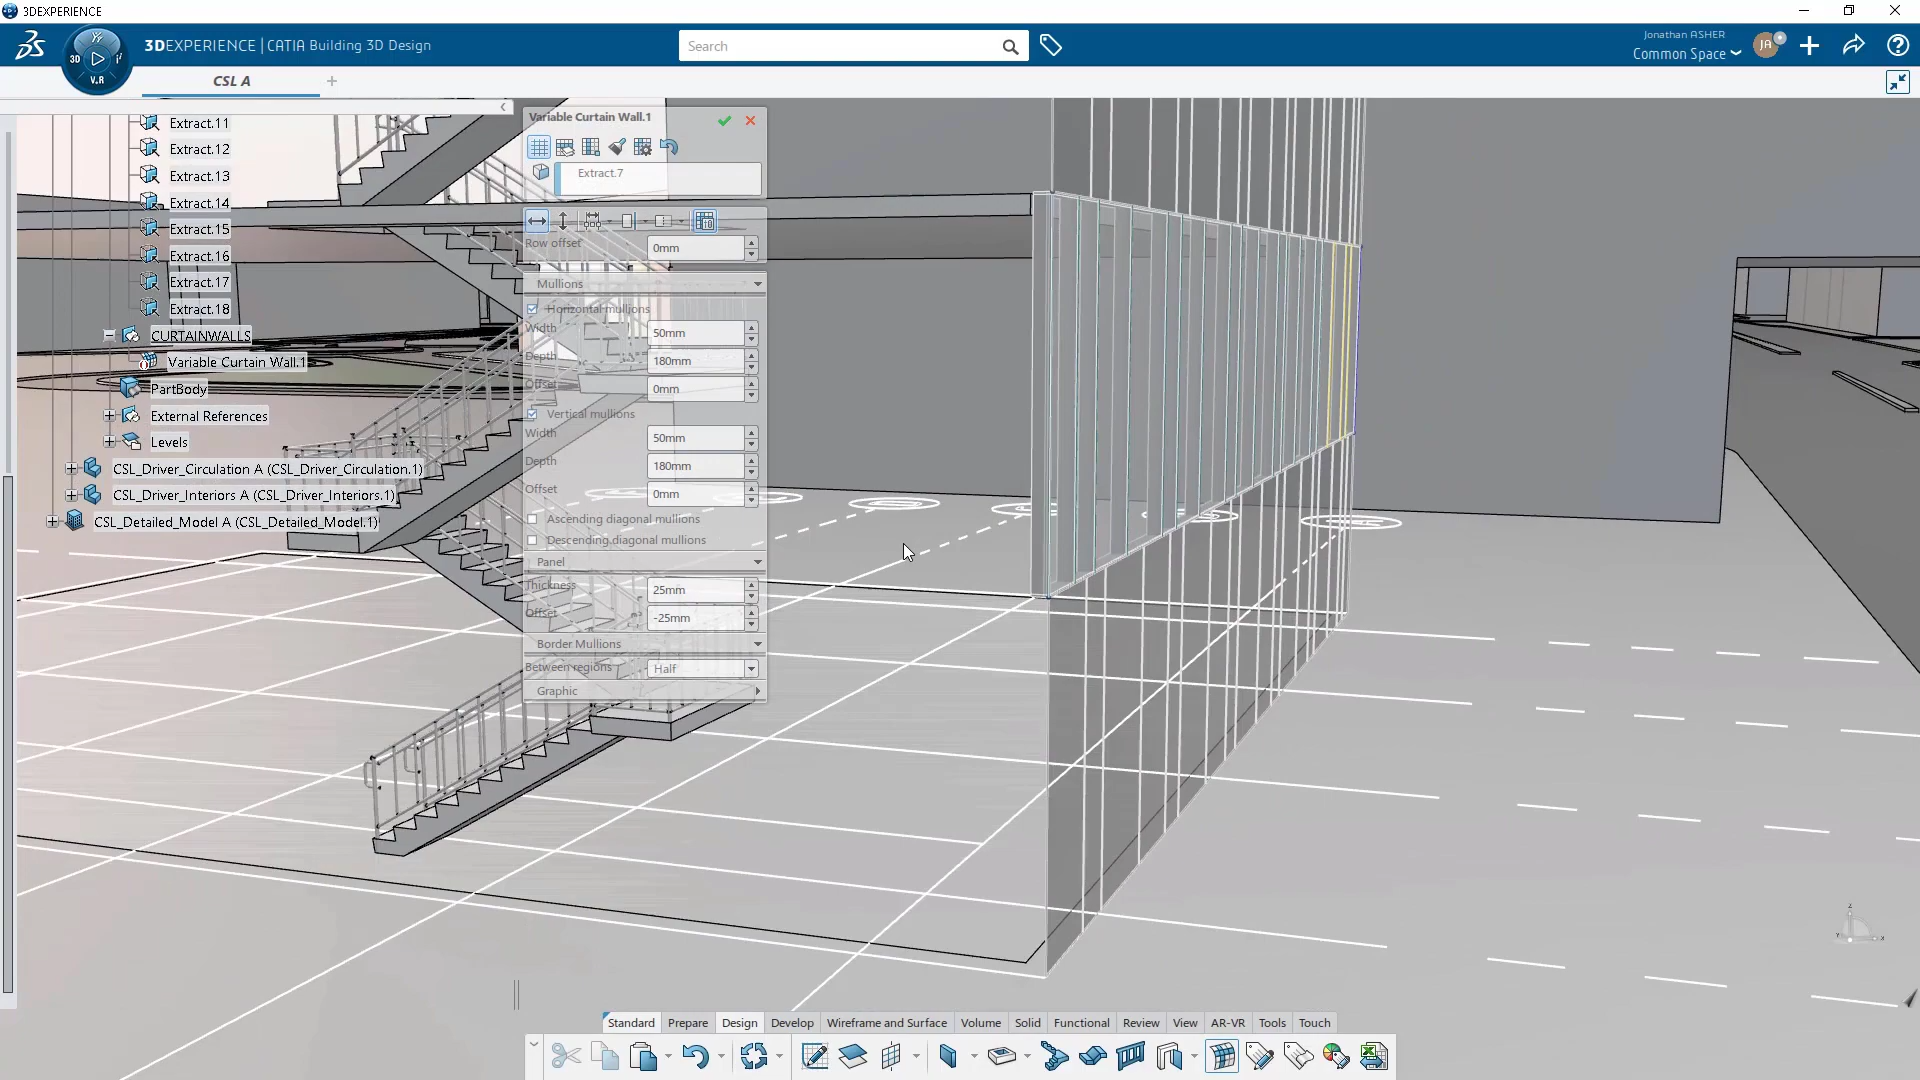 3DEXPERIENCE
3DEXPERIENCE | CATIA Building 3D Design
Search
Jonathan ASHER
Common Space
JA
3D
V.R
CSL A
Extract.11
Extract.12
Extract.13
Extract.14
Extract.15
Extract.16
Extract.17
Extract.18
CURTAINWALLS
Variable Curtain Wall.1
PartBody
External References
Levels
CSL_Driver_Circulation A (CSL_Driver_Circulation.1)
CSL_Driver_Interiors A (CSL_Driver_Interiors.1)
CSL_Detailed_Model A (CSL_Detailed_Model.1)
Variable Curtain Wall.1
Extract.7
Row offset
0mm
Mullions
Horizontal mullions
Width
50mm
Depth
180mm
Offset
0mm
Vertical mullions
Width
50mm
Depth
180mm
Offset
0mm
Ascending diagonal mullions
Descending diagonal mullions
Panel
Thickness
25mm
Offset
-25mm
Border Mullions
Between regions
Half
Graphic
Standard
Prepare
Design
Develop
Wireframe and Surface
Volume
Solid
Functional
Review
View
AR-VR
Tools
Touch